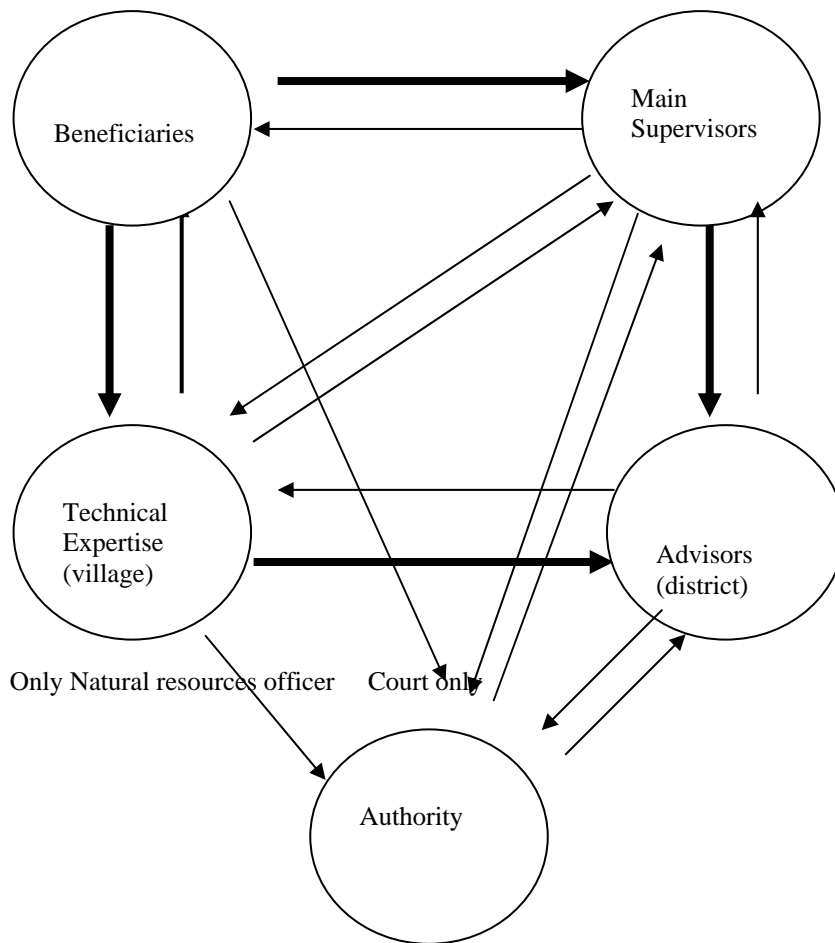 Beneficiaries
Main
Supervisors
Technical
Expertise
(village)
Advisors
(district)
Only Natural resources officer
Court only
Authority